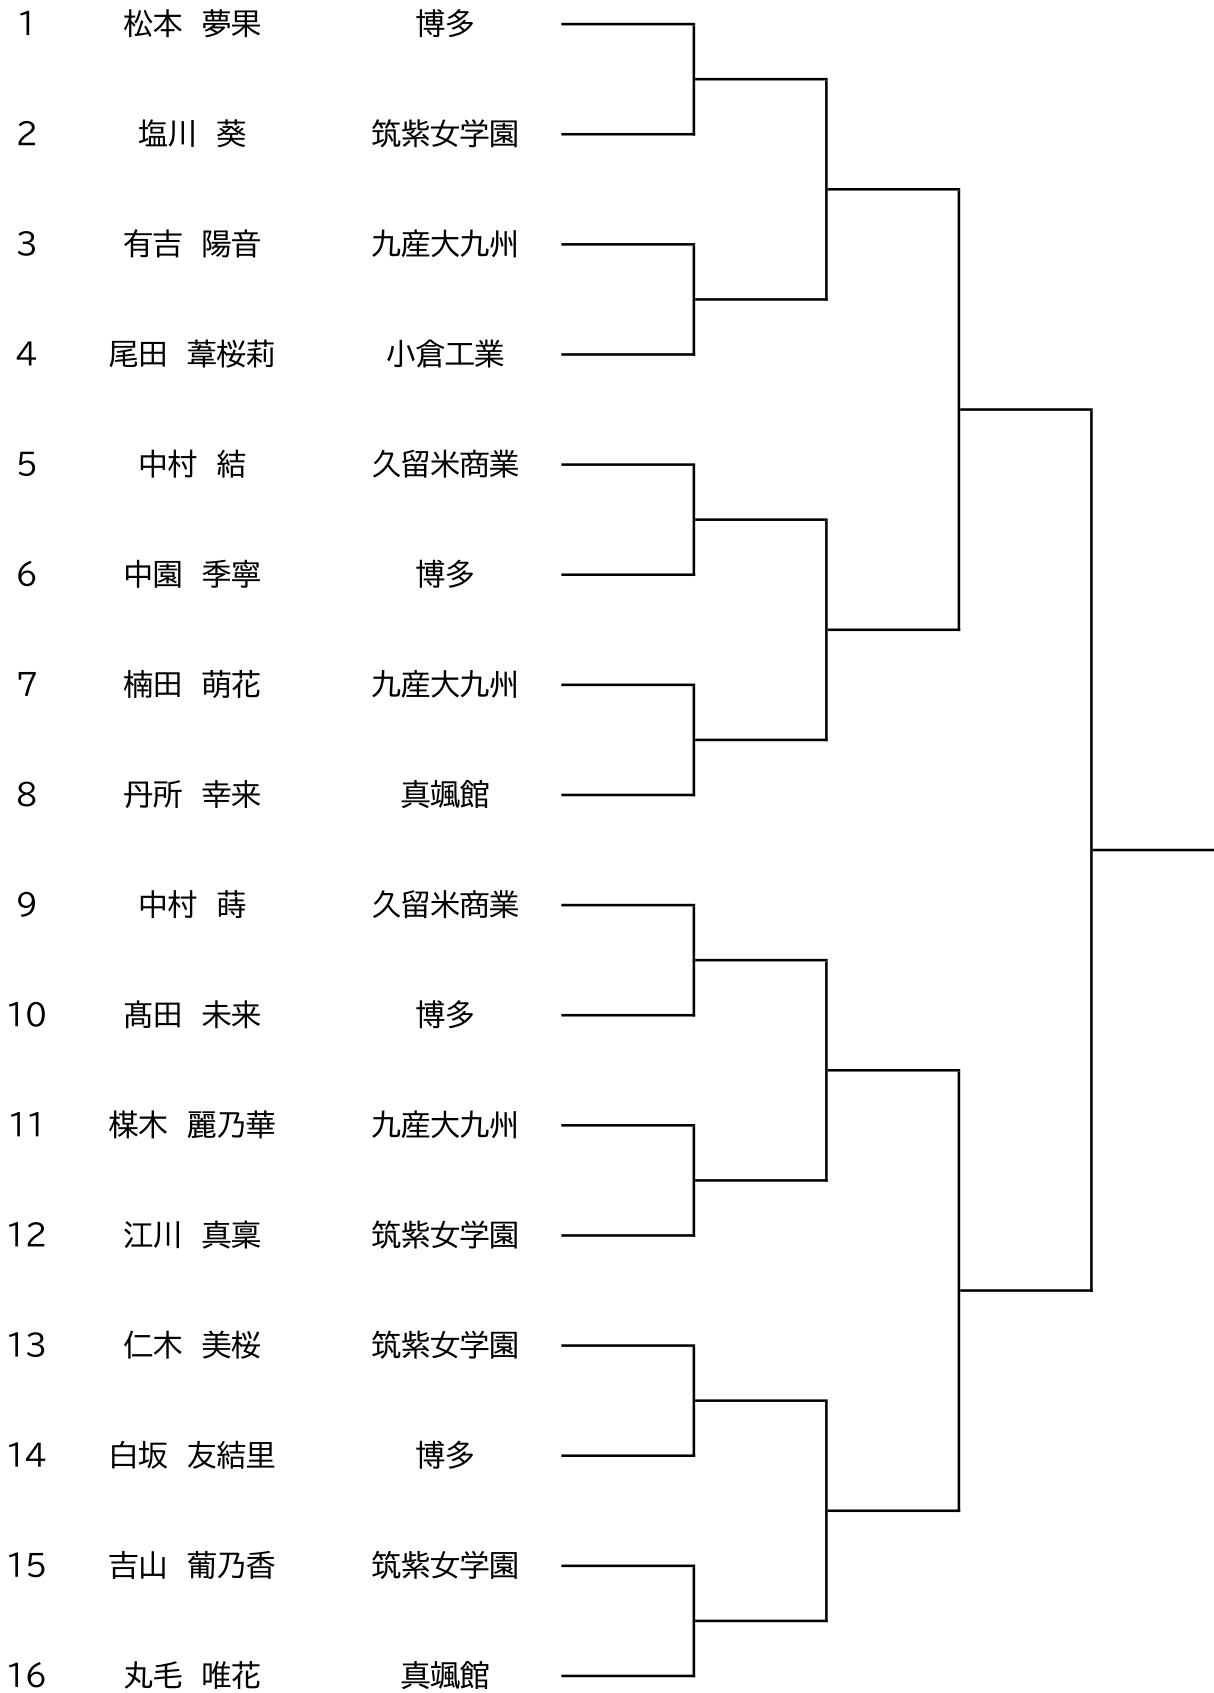 1 松本 夢果 博多
2 塩川 葵 筑紫女学園
3 有吉 陽音 九産大九州
4 尾田 葦桜莉 小倉工業
5 中村 結 久留米商業
6 中園 季寧 博多
7 楠田 萌花 九産大九州
8 丹所 幸来 真颯館
9 中村 蒔 久留米商業
10 髙田 未来 博多
11 楳木 麗乃華 九産大九州
12 江川 真稟 筑紫女学園
13 仁木 美桜 筑紫女学園
14 白坂 友結里 博多
15 吉山 葡乃香 筑紫女学園
16 丸毛 唯花 真颯館